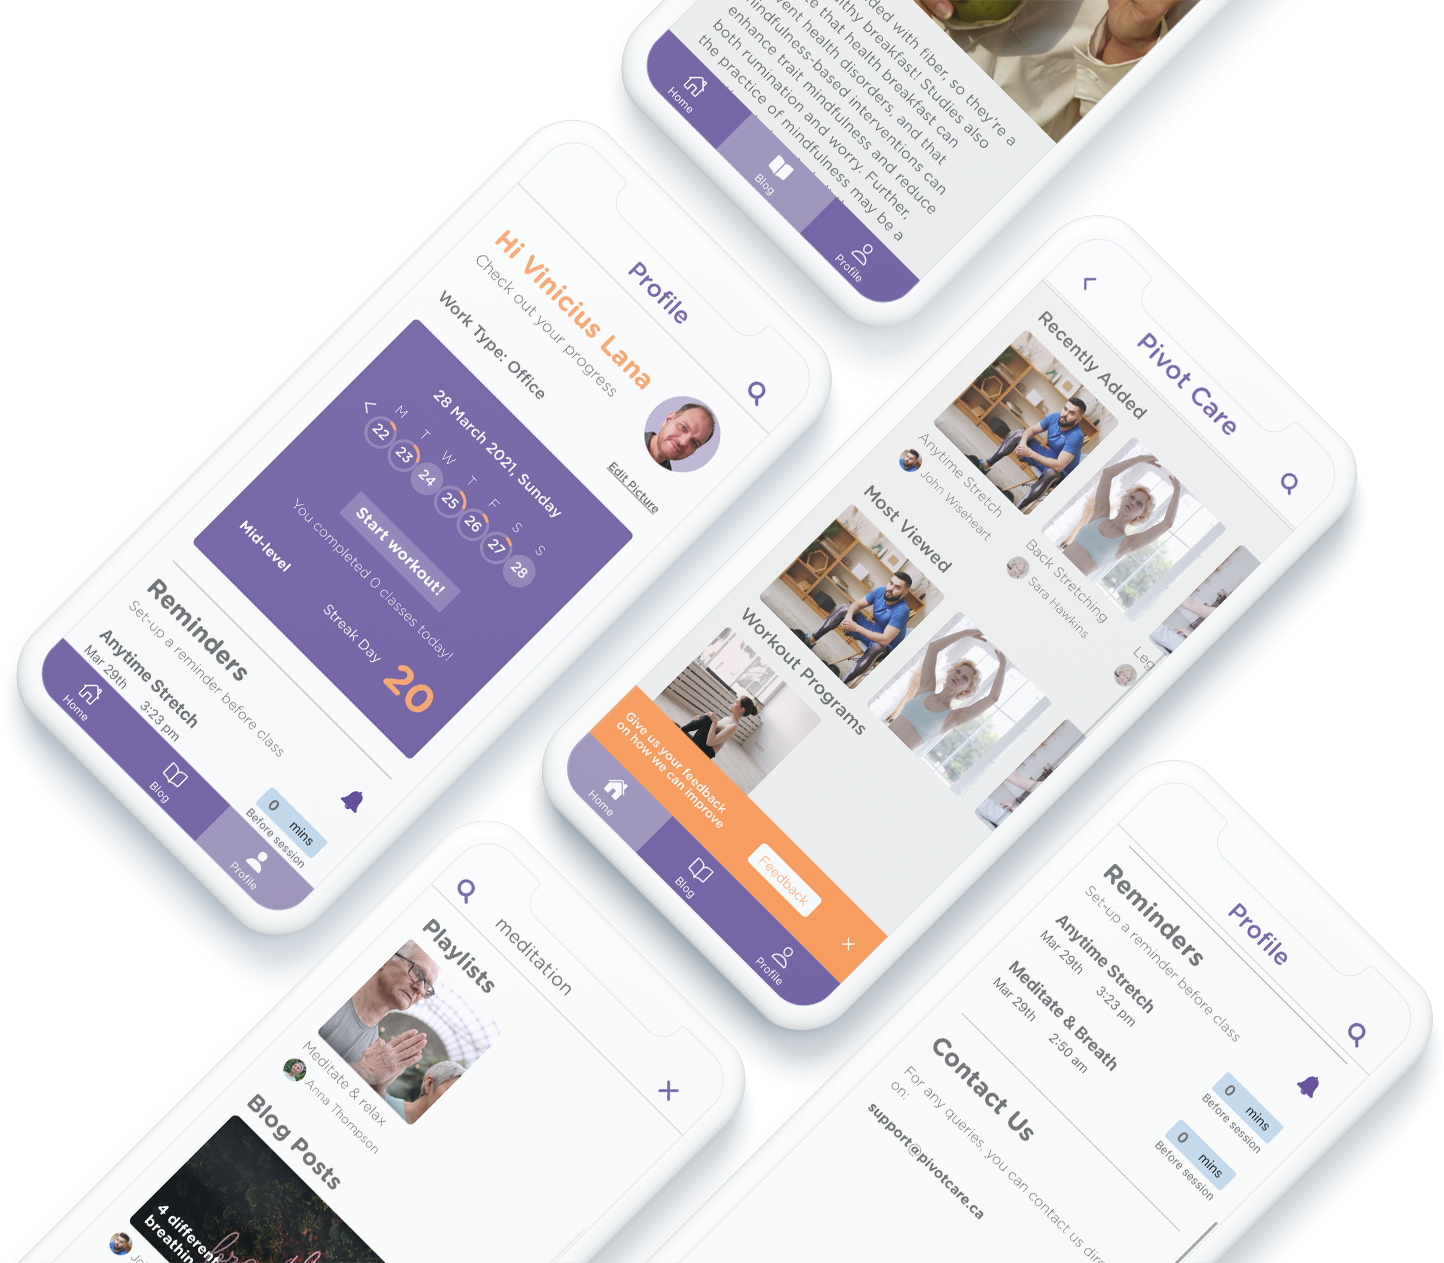 ded with fiber, so they're a
lthy breakfast! Studies also
e that health breakfast can
vent health disorders, and that
mindfulness-based interventions can
enhance trait mindfulness and reduce
both rumination and worry. Further,
the practice of mindfulness may be a
Home
Blog
Profile
Profile
Hi Vinicius Lana
Check out your progress
Work Type: Office
Edit Picture
28 March 2021, Sunday
M T W T F S S
22 23 24 25 26 27 28
Start workout!
You completed 0 classes today!
Mid-level
Streak Day
20
Reminders
Set-up a reminder before class
Anytime Stretch
Mar 29th 3:23 pm
0 mins
Before session
Home
Blog
Profile
Pivot Care
Recently Added
Anytime Stretch
John Wiseheart
Back Stretching
Sara Hawkins
Leg
Most Viewed
Workout Programs
Give us your feedback
on how we can improve
Feedback
Home
Blog
Profile
meditation
Playlists
Meditate & relax
Anna Thompson
Blog Posts
4 different
breathin
Jo
Profile
Reminders
Set-up a reminder before class
Anytime Stretch
Mar 29th 3:23 pm
0 mins
Before session
Meditate & Breath
Mar 29th 2:50 am
0 mins
Before session
Contact Us
For any queries, you can contact us dire
on:
support@pivotcare.ca